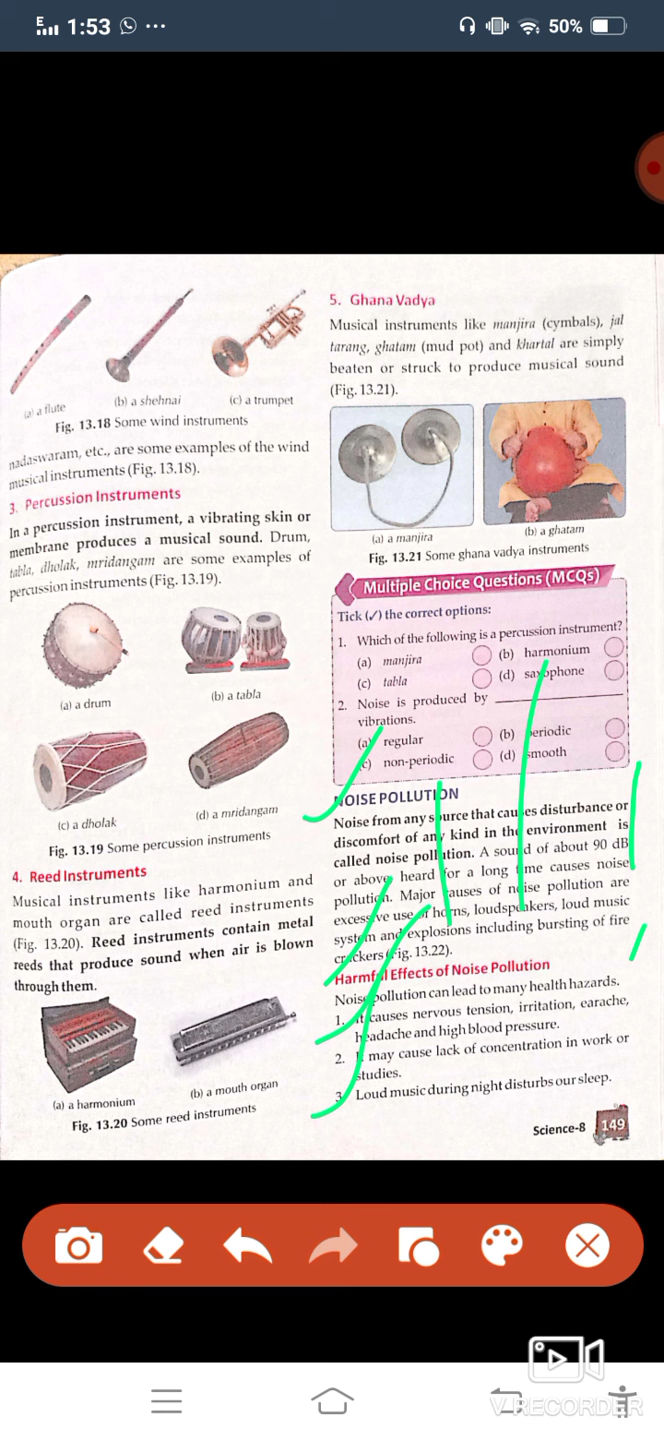 E
1:53
50%
(a) a flute
(b) a shehnai
(c) a trumpet
Fig. 13.18 Some wind instruments
nadaswaram, etc., are some examples of the wind
musical instruments (Fig. 13.18).
3. Percussion Instruments
In a percussion instrument, a vibrating skin or
membrane produces a musical sound. Drum,
tabla, dholak, mridangam are some examples of
percussion instruments (Fig. 13.19).
(a) a drum
(b) a tabla
(c) a dholak
(d) a mridangam
Fig. 13.19 Some percussion instruments
4. Reed Instruments
Musical instruments like harmonium and
mouth organ are called reed instruments
(Fig. 13.20). Reed instruments contain metal
reeds that produce sound when air is blown
through them.
(a) a harmonium
(b) a mouth organ
Fig. 13.20 Some reed instruments
5. Ghana Vadya
Musical instruments like manjira (cymbals), jal
tarang, ghatam (mud pot) and khartal are simply
beaten or struck to produce musical sound
(Fig. 13.21).
(a) a manjira
(b) a ghatam
Fig. 13.21 Some ghana vadya instruments
Multiple Choice Questions (MCQs)
Tick (✓) the correct options:
1. Which of the following is a percussion instrument?
(a) manjira
(b) harmonium
(c) tabla
(d) saxophone
2. Noise is produced by
vibrations.
(a) regular
(b) periodic
(c) non-periodic
(d) smooth
NOISE POLLUTION
Noise from any source that causes disturbance or
discomfort of any kind in the environment is
called noise pollution. A sound of about 90 dB
or above, heard for a long time causes noise
pollution. Major causes of noise pollution are
excessive use of horns, loudspeakers, loud music
system and explosions including bursting of fire
crackers (Fig. 13.22).
Harmful Effects of Noise Pollution
Noise pollution can lead to many health hazards.
1. It causes nervous tension, irritation, earache,
headache and high blood pressure.
2. It may cause lack of concentration in work or
studies.
3. Loud music during night disturbs our sleep.
Science-8 149
V RECORDER